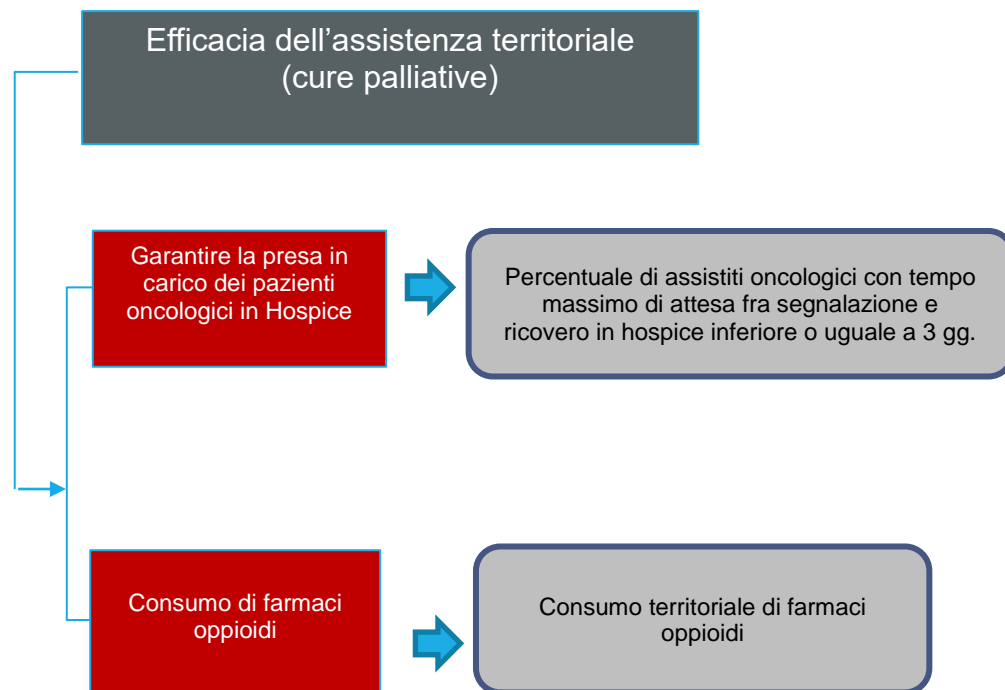 Efficacia dell’assistenza territoriale
(cure palliative)
Garantire la presa in
carico dei pazienti
oncologici in Hospice
Percentuale di assistiti oncologici con tempo
massimo di attesa fra segnalazione e
ricovero in hospice inferiore o uguale a 3 gg.
Consumo di farmaci
oppioidi
Consumo territoriale di farmaci
oppioidi